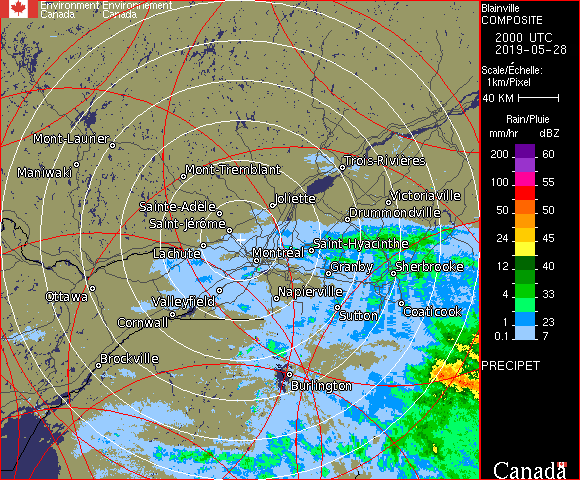 Environment Environnement
Canada Canada
Blainville
COMPOSITE
2000 UTC
2019-05-28
Scale/Échelle:
1km/Pixel
40 KM
Rain/Pluie
mm/hr dBZ
200 60
100 55
50 50
24 45
12 40
4 33
1 23
0.1 7
PRECIPET
Mont-Laurier
Maniwaki
Mont-Tremblant
Trois-Rivières
Sainte-Adele
Joliette
Victoriaville
Saint-Jérôme
Drummondville
Lachute
Montréal
Saint-Hyacinthe
Granby
Sherbrooke
Ottawa
Valleyfield
Napierville
Cornwall
Sutton
Coaticook
Brockville
Burlington
Canada